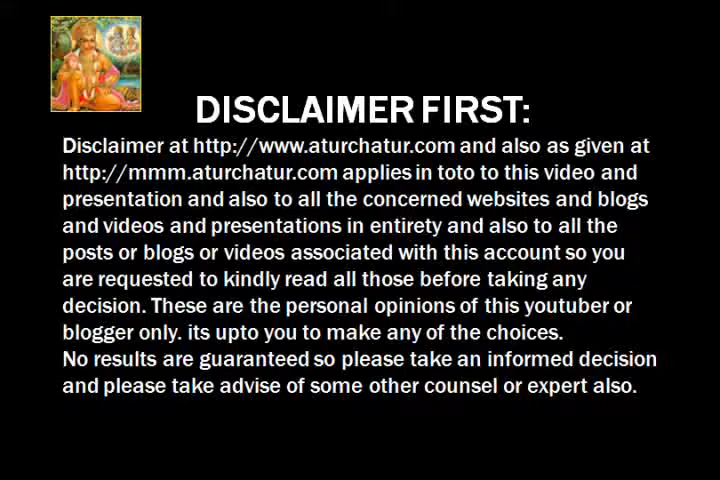 DISCLAIMER FIRST:
Disclaimer at http://www.aturchatur.com and also as given at
http://mmm.aturchatur.com applies in toto to this video and
presentation and also to all the concerned websites and blogs
and videos and presentations in entirety and also to all the
posts or blogs or videos associated with this account so you
are requested to kindly read all those before taking any
decision. These are the personal opinions of this youtuber or
blogger only. its upto you to make any of the choices.
No results are guaranteed so please take an informed decision
and please take advise of some other counsel or expert also.